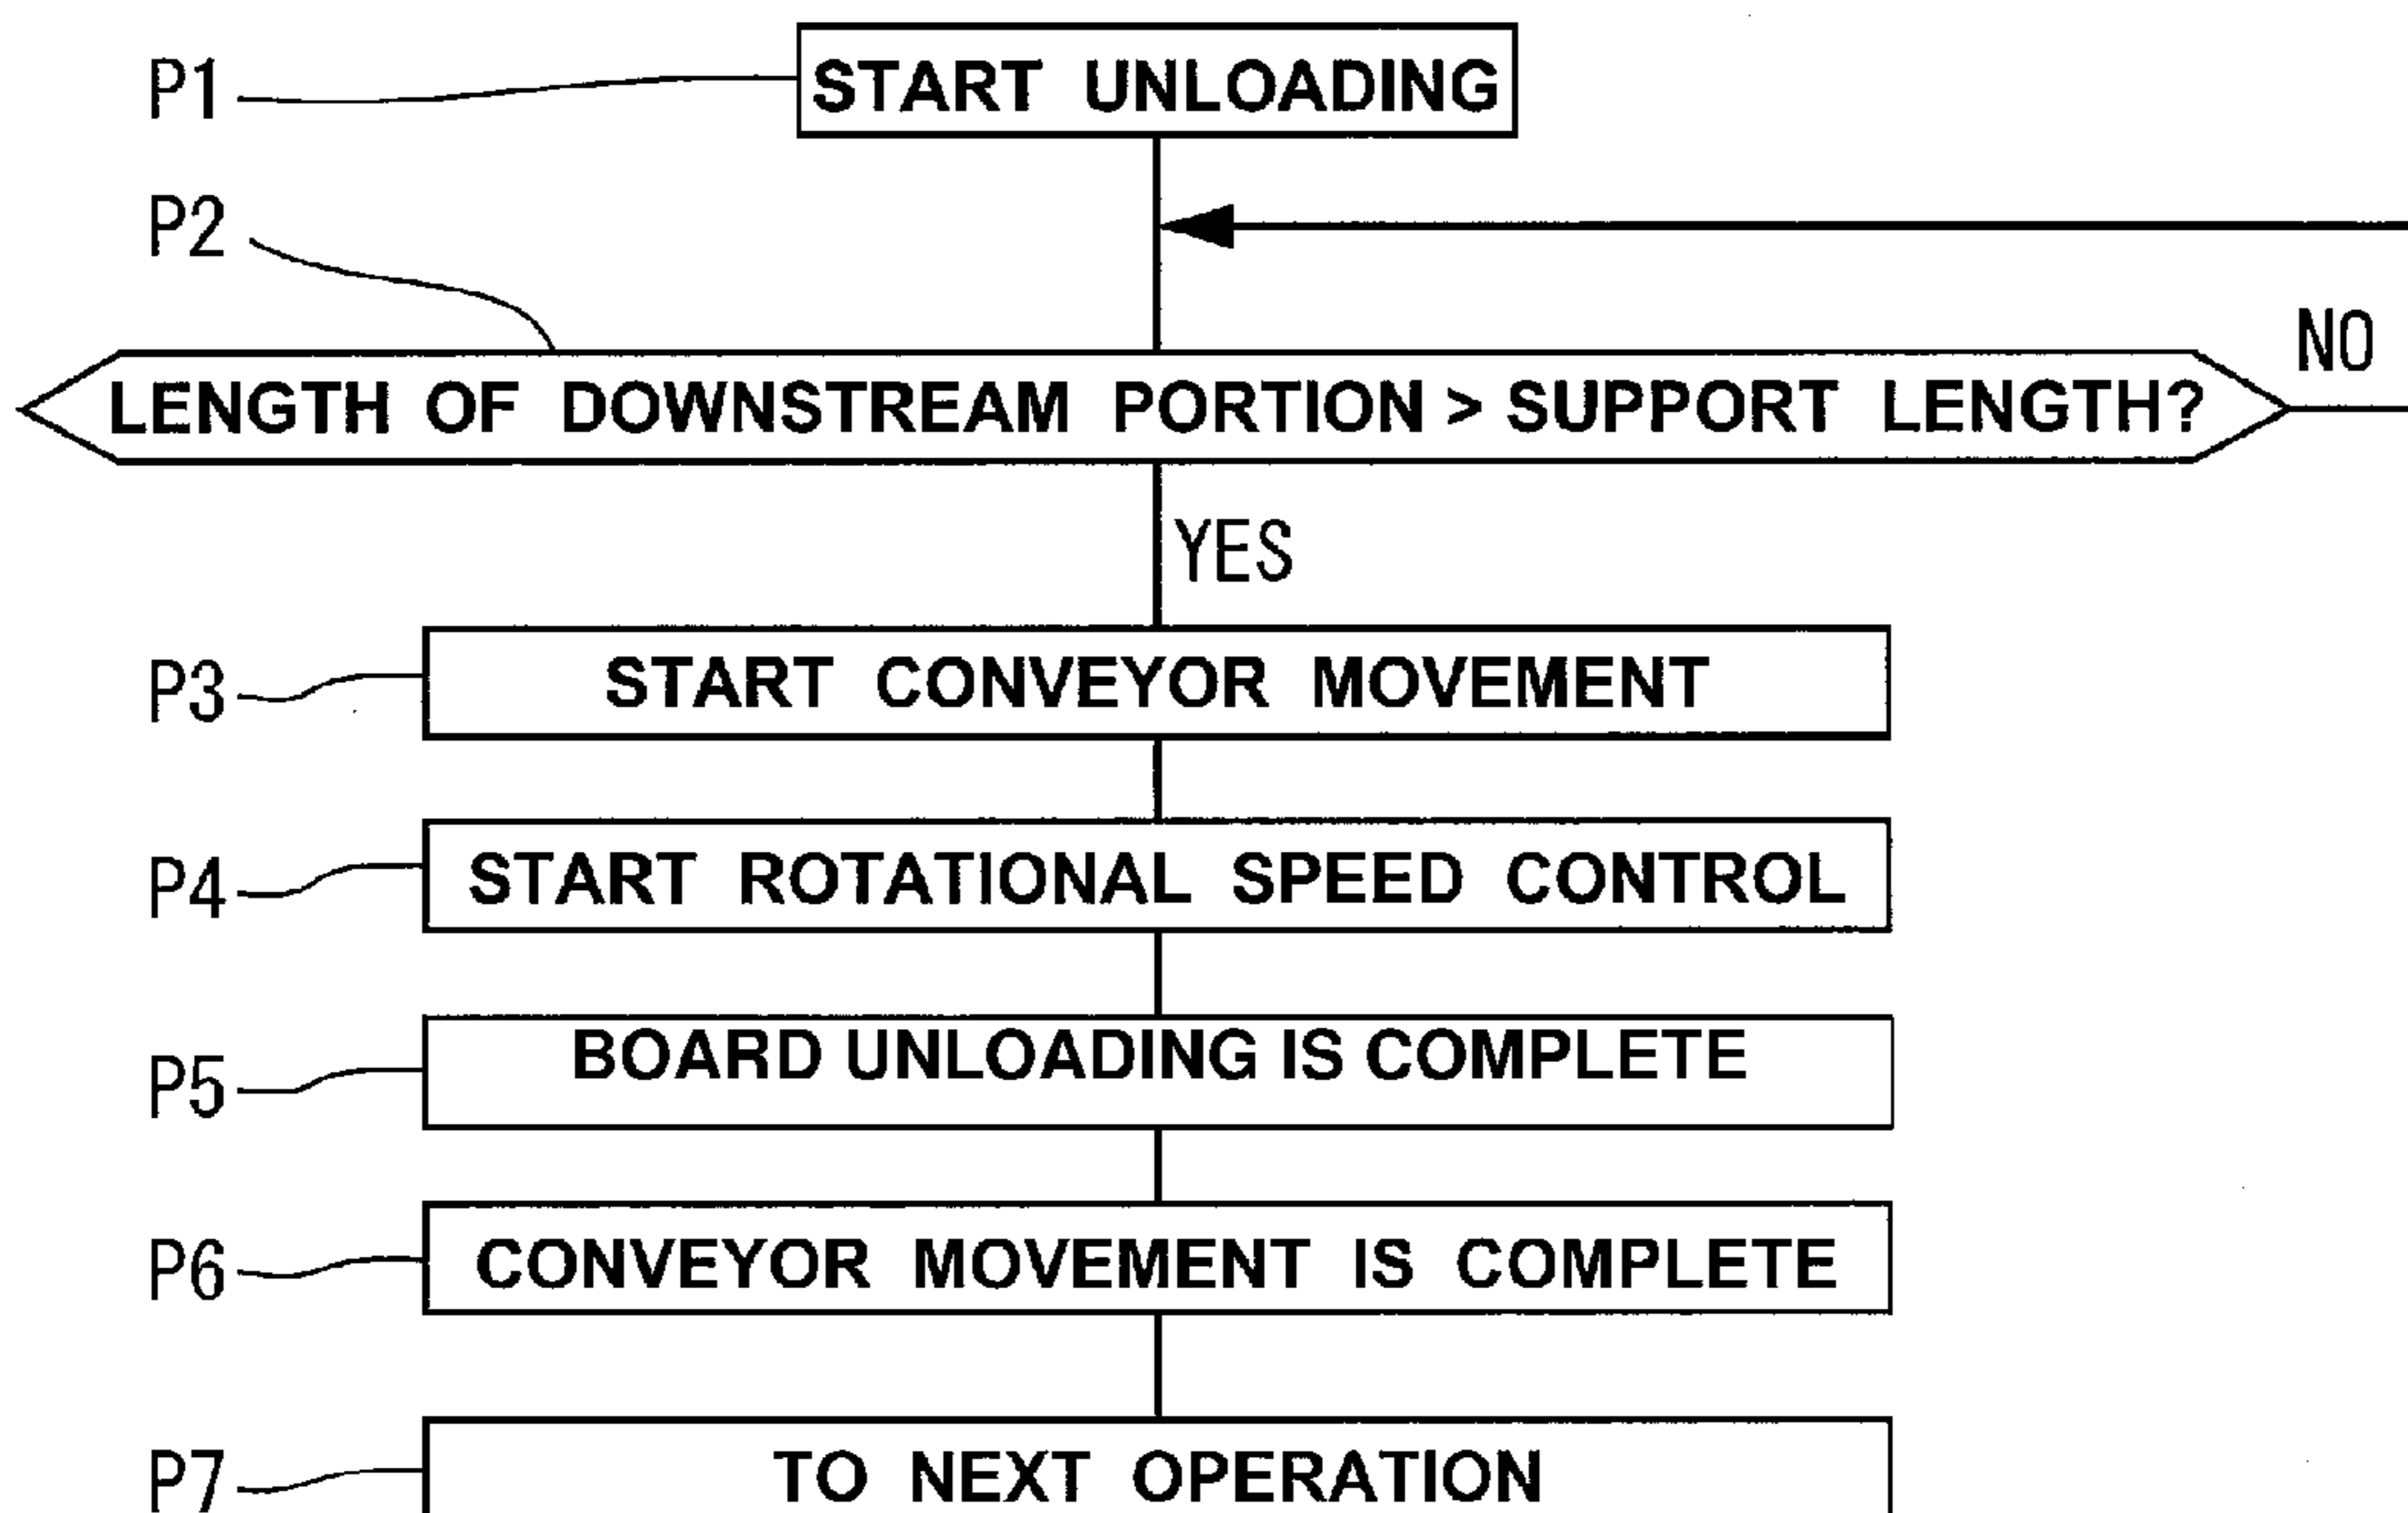 P1
START UNLOADING
P2
NO
LENGTH OF DOWNSTREAM PORTION > SUPPORT LENGTH?
YES
P3
START CONVEYOR MOVEMENT
P4
START ROTATIONAL SPEED CONTROL
P5
BOARD UNLOADING IS COMPLETE
P6
CONVEYOR MOVEMENT IS COMPLETE
P7
TO NEXT OPERATION